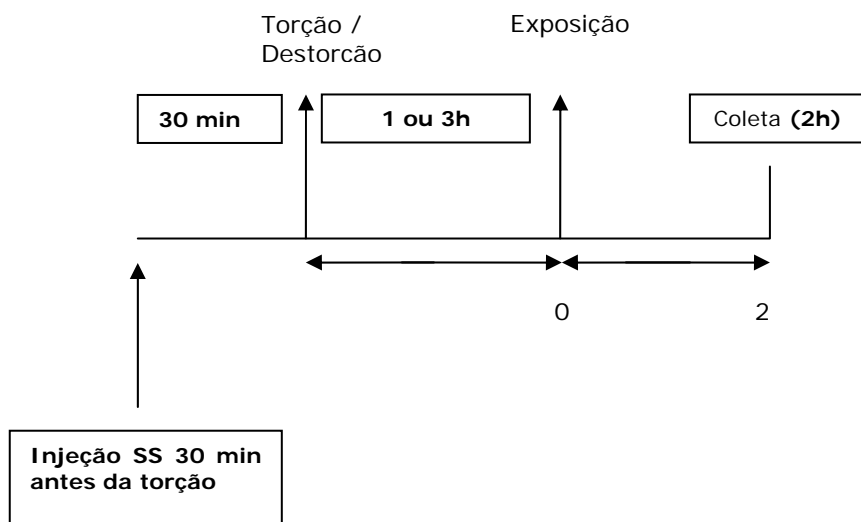 Torção /
Destorcão
Exposição
30 min
1 ou 3h
Coleta (2h)
0
2
Injeção SS 30 min
antes da torção